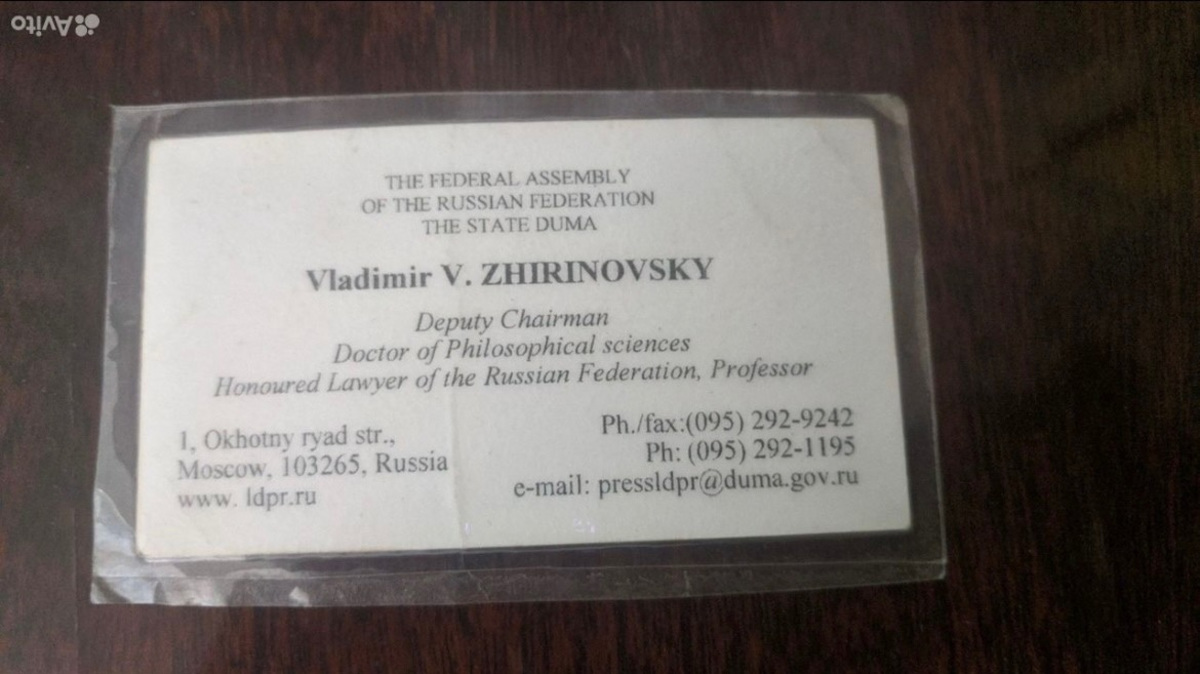 Avito
THE FEDERAL ASSEMBLY
OF THE RUSSIAN FEDERATION
THE STATE DUMA
Vladimir V. ZHIRINOVSKY
Deputy Chairman
Doctor of Philosophical sciences
Honoured Lawyer of the Russian Federation, Professor
1, Okhotny ryad str.,
Moscow, 103265, Russia
www. ldpr.ru
Ph./fax:(095) 292-9242
Ph: (095) 292-1195
e-mail: pressldpr@duma.gov.ru